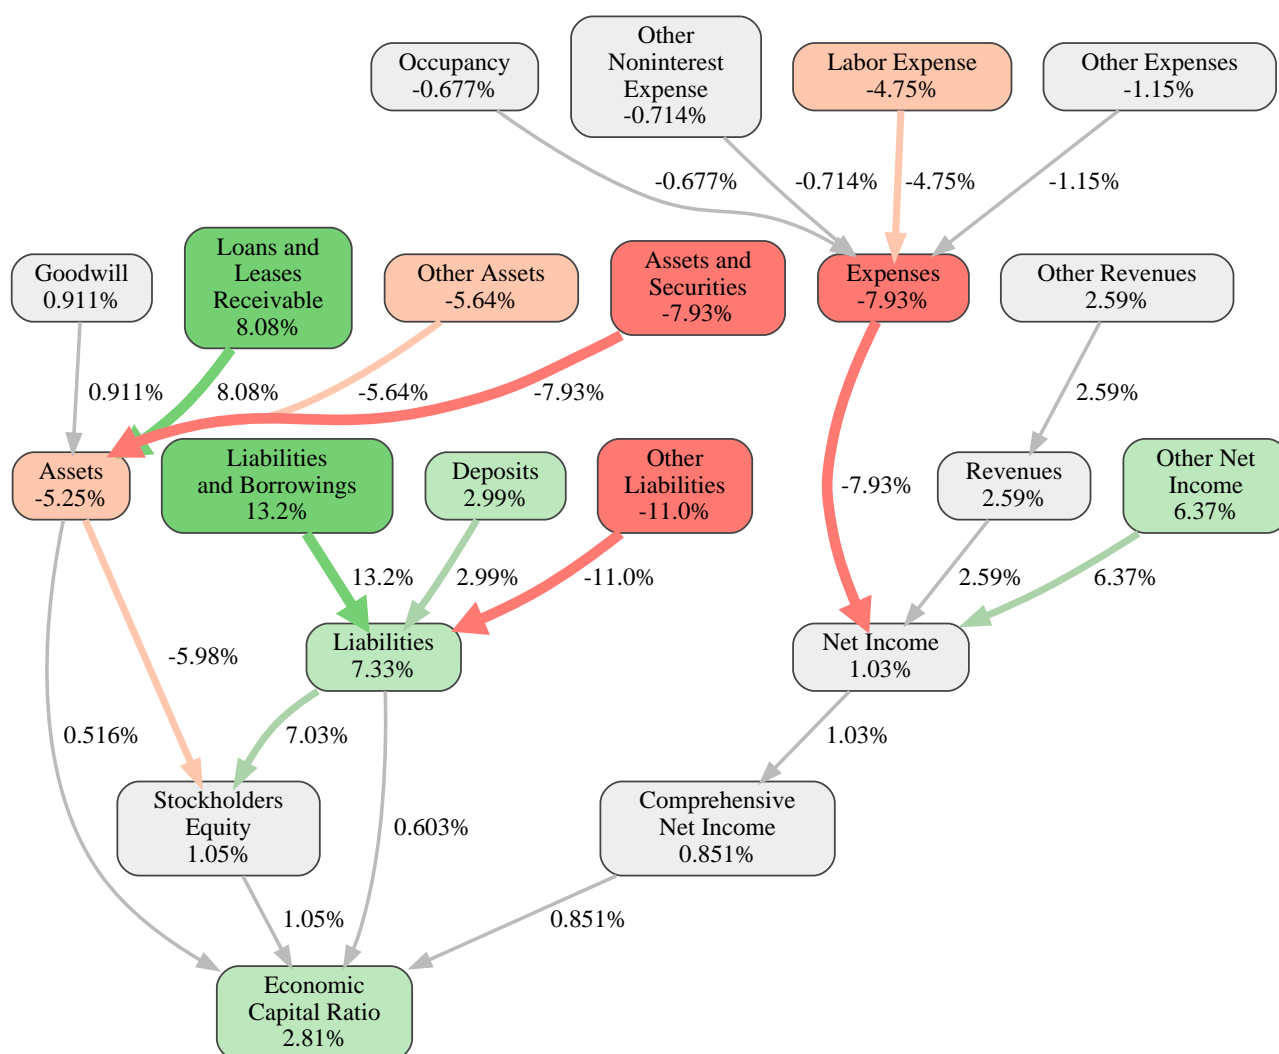 Occupancy
-0.677%
Other
Noninterest
Expense
-0.714%
Labor Expense
-4.75%
Other Expenses
-1.15%
-0.677%
-0.714%
-4.75%
-1.15%
Goodwill
0.911%
Loans and
Leases
Receivable
8.08%
Other Assets
-5.64%
Assets and
Securities
-7.93%
Expenses
-7.93%
Other Revenues
2.59%
0.911%
8.08%
-5.64%
-7.93%
2.59%
Assets
-5.25%
Liabilities
and Borrowings
13.2%
Deposits
2.99%
Other
Liabilities
-11.0%
-7.93%
Revenues
2.59%
Other Net
Income
6.37%
13.2%
2.99%
-11.0%
2.59%
6.37%
-5.98%
Liabilities
7.33%
Net Income
1.03%
0.516%
7.03%
1.03%
Stockholders
Equity
1.05%
0.603%
Comprehensive
Net Income
0.851%
1.05%
0.851%
Economic
Capital Ratio
2.81%